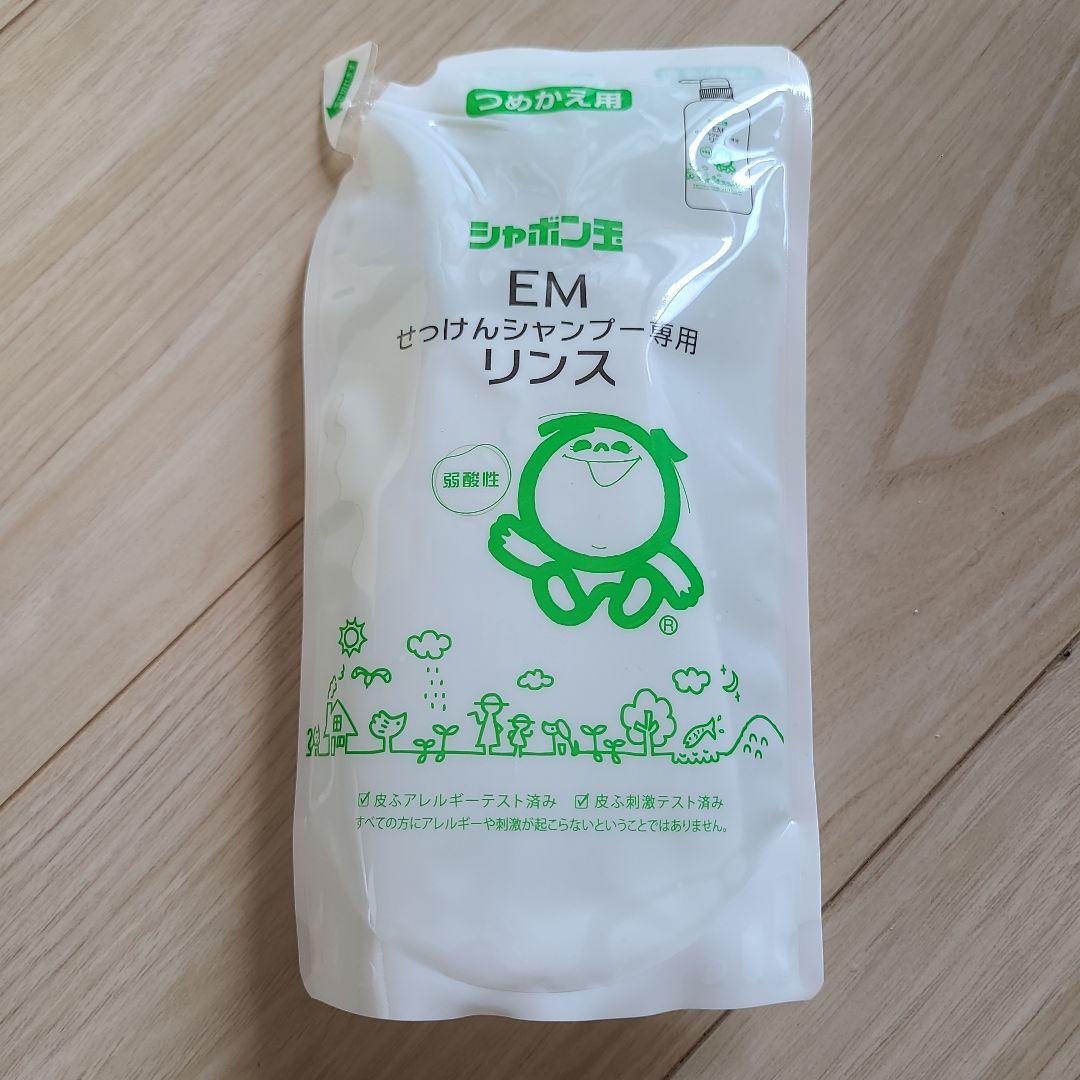 つめかえ用
シャボン玉
EM
せっけんシャンプー専用
リンス
弱酸性
®
☑皮ふアレルギーテスト済み ☑皮ふ刺激テスト済み
すべての方にアレルギーや刺激が起こらないということではありません。